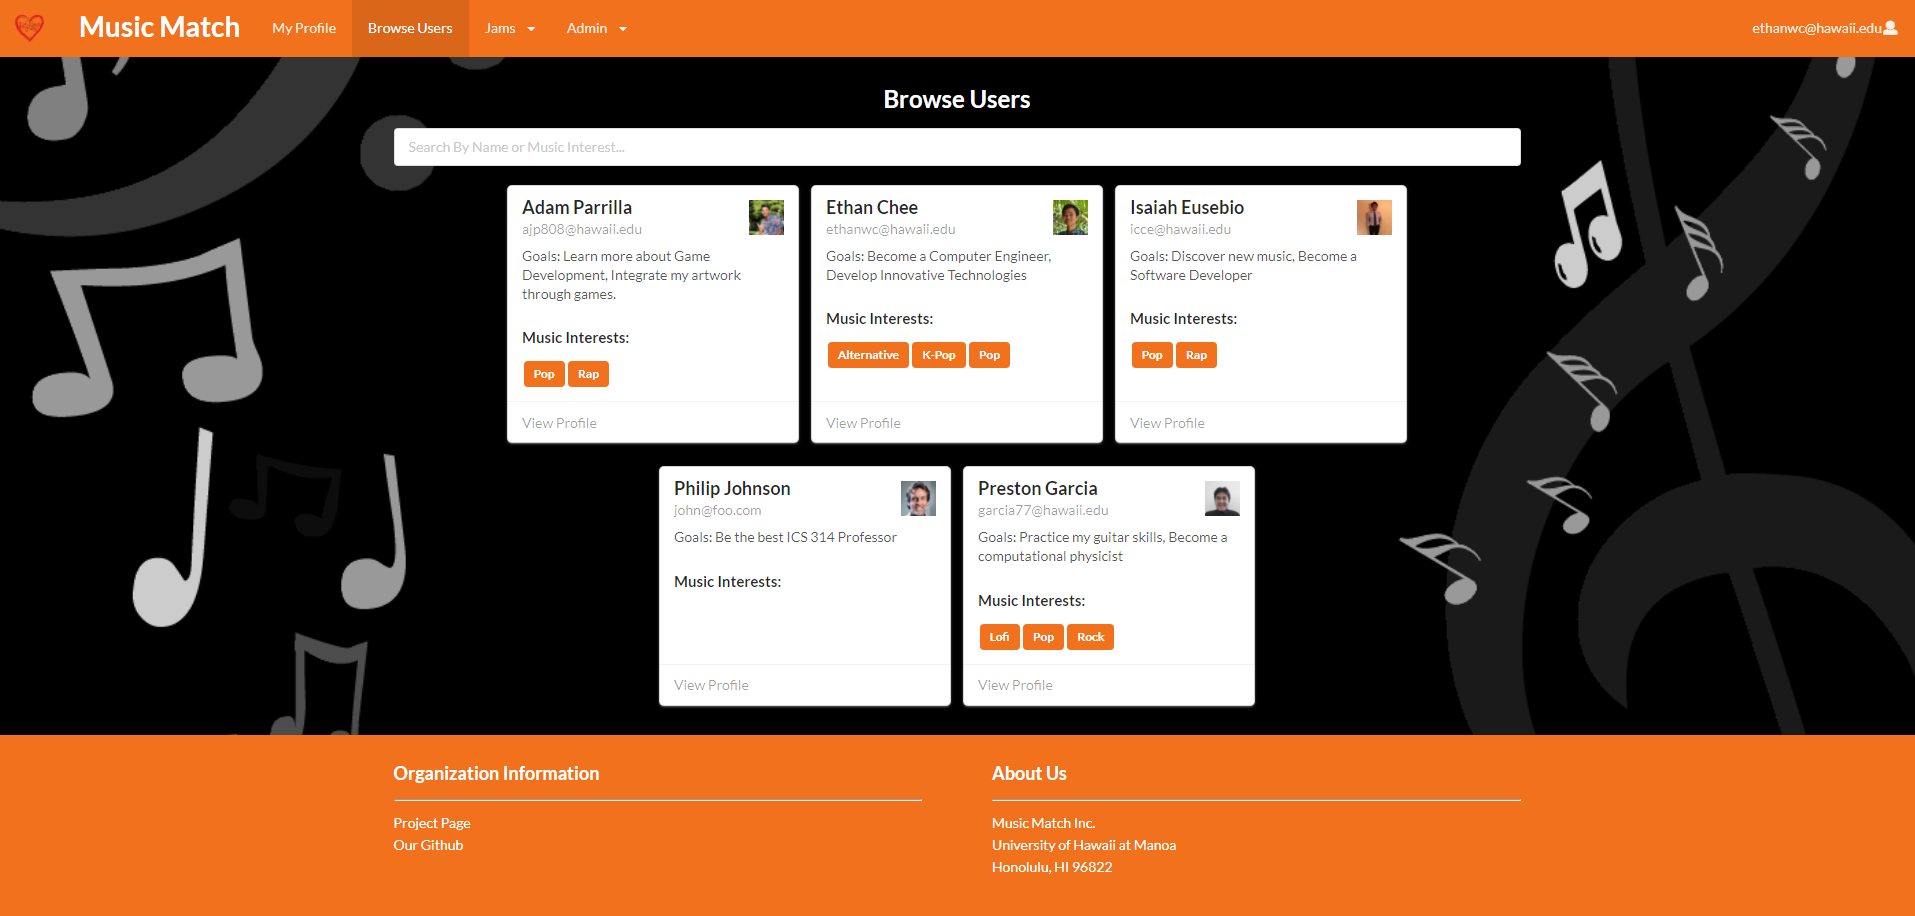 Music Match
My Profile
Browse Users
Jams
Admin
ethanwc@hawaii.edu
Browse Users
Search By Name or Music Interest...
Adam Parrilla
ajp808@hawaii.edu
Goals: Learn more about Game
Development, Integrate my artwork
through games.
Music Interests:
Pop
Rap
View Profile
Ethan Chee
ethanwc@hawaii.edu
Goals: Become a Computer Engineer,
Develop Innovative Technologies
Music Interests:
Alternative
K-Pop
Pop
View Profile
Isaiah Eusebio
icce@hawaii.edu
Goals: Discover new music, Become a
Software Developer
Music Interests:
Pop
Rap
View Profile
Philip Johnson
john@foo.com
Goals: Be the best ICS 314 Professor
Music Interests:
View Profile
Preston Garcia
garcia77@hawaii.edu
Goals: Practice my guitar skills, Become a
computational physicist
Music Interests:
Lofi
Pop
Rock
View Profile
Organization Information
Project Page
Our Github
About Us
Music Match Inc.
University of Hawaii at Manoa
Honolulu, HI 96822